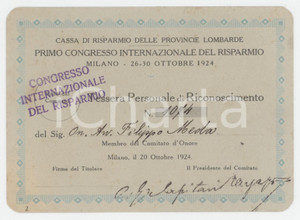 CASSA DI RISPARMIO DELLE PROVINCIE LOMBARDE
PRIMO CONGRESSO INTERNAZIONALE DEL RISPARMIO
MILANO - 26-30 OTTOBRE 1924
CONGRESSO
INTERNAZIONALE
DEL RISPARMIO
Tessera Personale di Riconoscimento
del Sig. On. Avv. Filippo Meda
Membro del Comitato d'Onore
Milano, il 20 Ottobre 1924
Firma del Titolare Il Presidente del Comitato